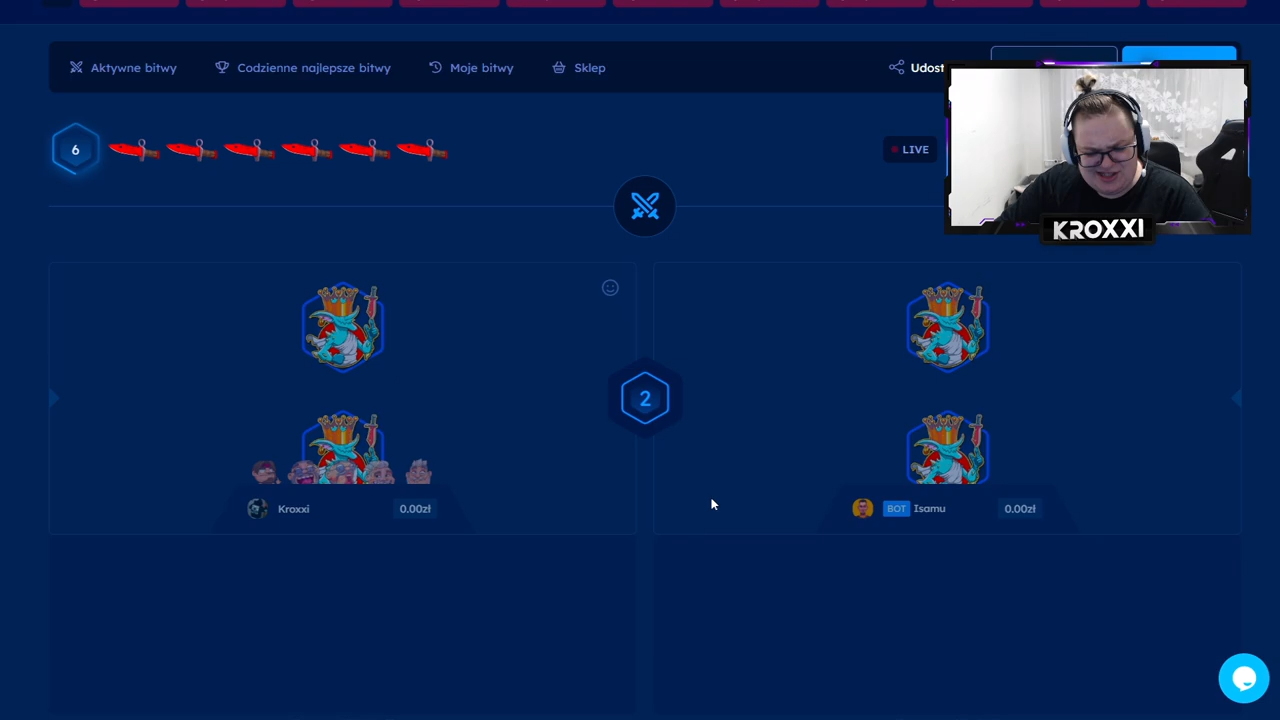 Aktywne bitwy
Codzienne najlepsze bitwy
Moje bitwy
Sklep
6
LIVE
KROXXI
2
Kroxxi
0.00zł
BOT Isamu
0.00zł